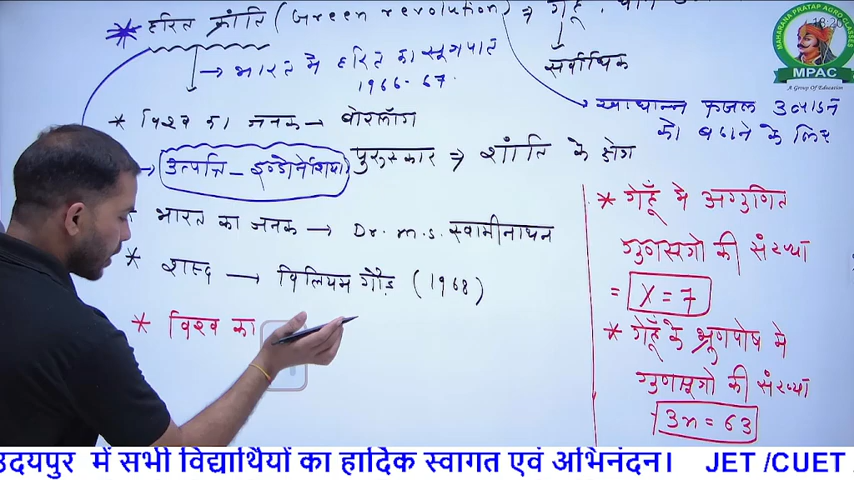 * हरित क्रांति (Green revolution) ⇒ गेहूँ,
सर्वाधिक
→ भारत में हरित का सूत्रपात
1966-67.
खाद्यान्न फसल उत्पादन
को बढाने के लिए
* विश्व का जनक → बोरलॉग
पुरुस्कार ⇒ शांति के क्षेत्र
→ उत्पत्ति - इन्डोनेशिया
भारत का जनक → Dr. M.S. स्वामीनाथन
* शब्द → विलियम गौड़ (1968)
* विश्व का
* गेहूँ में अगुणित
गुणसूत्रो की संख्या
= X = 7
* गेहूँ के भ्रूणपोष मे
गुणसूत्रो की संख्या
3n = 63
MAHARANA PRATAP AGRO CLASSES
MPAC
A Group Of Education
उदयपुर में सभी विद्यार्थियों का हार्दिक स्वागत एवं अभिनंदन। JET /CUET